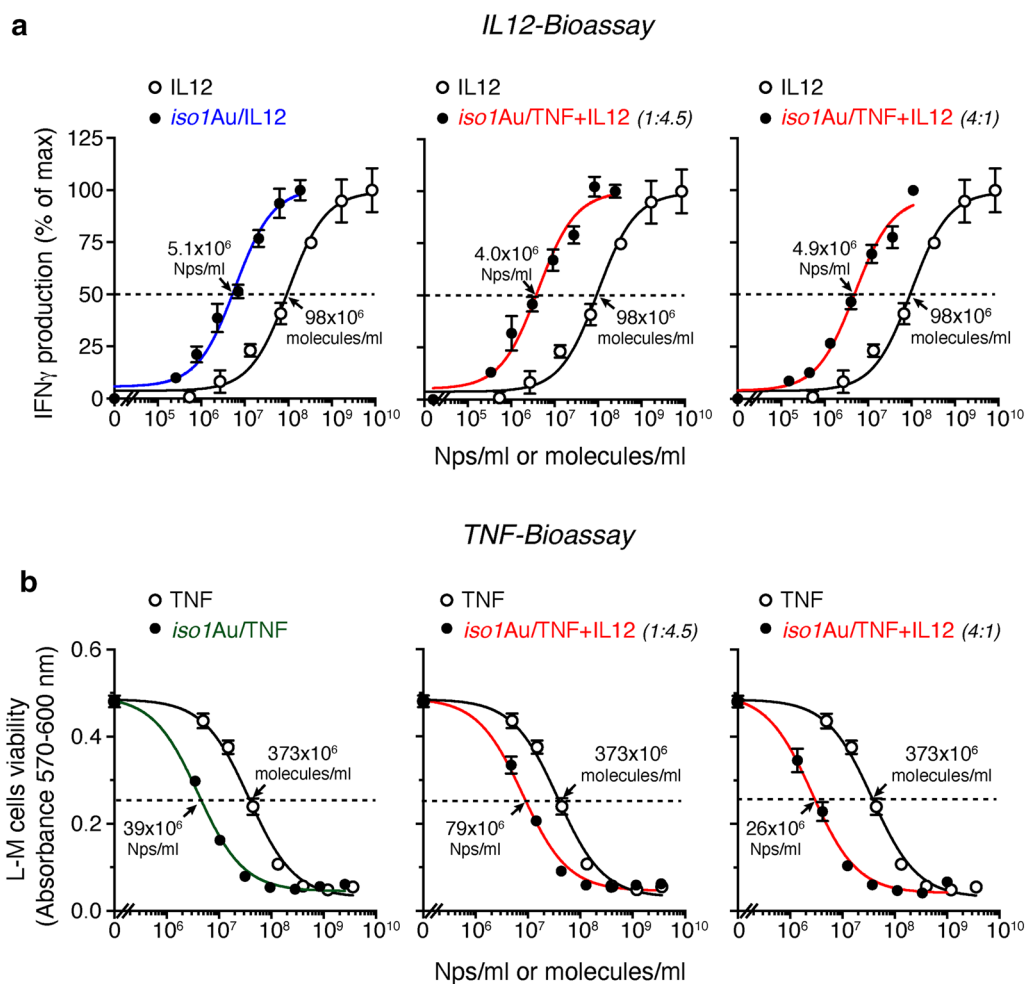 a
IL12-Bioassay
IL12
iso1Au/IL12
IL12
iso1Au/TNF+IL12 (1:4.5)
IL12
iso1Au/TNF+IL12 (4:1)
IFNγ production (% of max)
125
100
75
50
25
0
5.1x10⁶
Nps/ml
98x10⁶
molecules/ml
0 10⁵ 10⁶ 10⁷ 10⁸ 10⁹ 10¹⁰
4.0x10⁶
Nps/ml
98x10⁶
molecules/ml
0 10⁵ 10⁶ 10⁷ 10⁸ 10⁹ 10¹⁰
4.9x10⁶
Nps/ml
98x10⁶
molecules/ml
0 10⁵ 10⁶ 10⁷ 10⁸ 10⁹ 10¹⁰
Nps/ml or molecules/ml
TNF-Bioassay
b
TNF
iso1Au/TNF
TNF
iso1Au/TNF+IL12 (1:4.5)
TNF
iso1Au/TNF+IL12 (4:1)
L-M cells viability
(Absorbance 570-600 nm)
0.6
0.4
0.2
0.0
373x10⁶
molecules/ml
39x10⁶
Nps/ml
0 10⁶ 10⁷ 10⁸ 10⁹ 10¹⁰
373x10⁶
molecules/ml
79x10⁶
Nps/ml
0 10⁶ 10⁷ 10⁸ 10⁹ 10¹⁰
373x10⁶
molecules/ml
26x10⁶
Nps/ml
0 10⁶ 10⁷ 10⁸ 10⁹ 10¹⁰
Nps/ml or molecules/ml